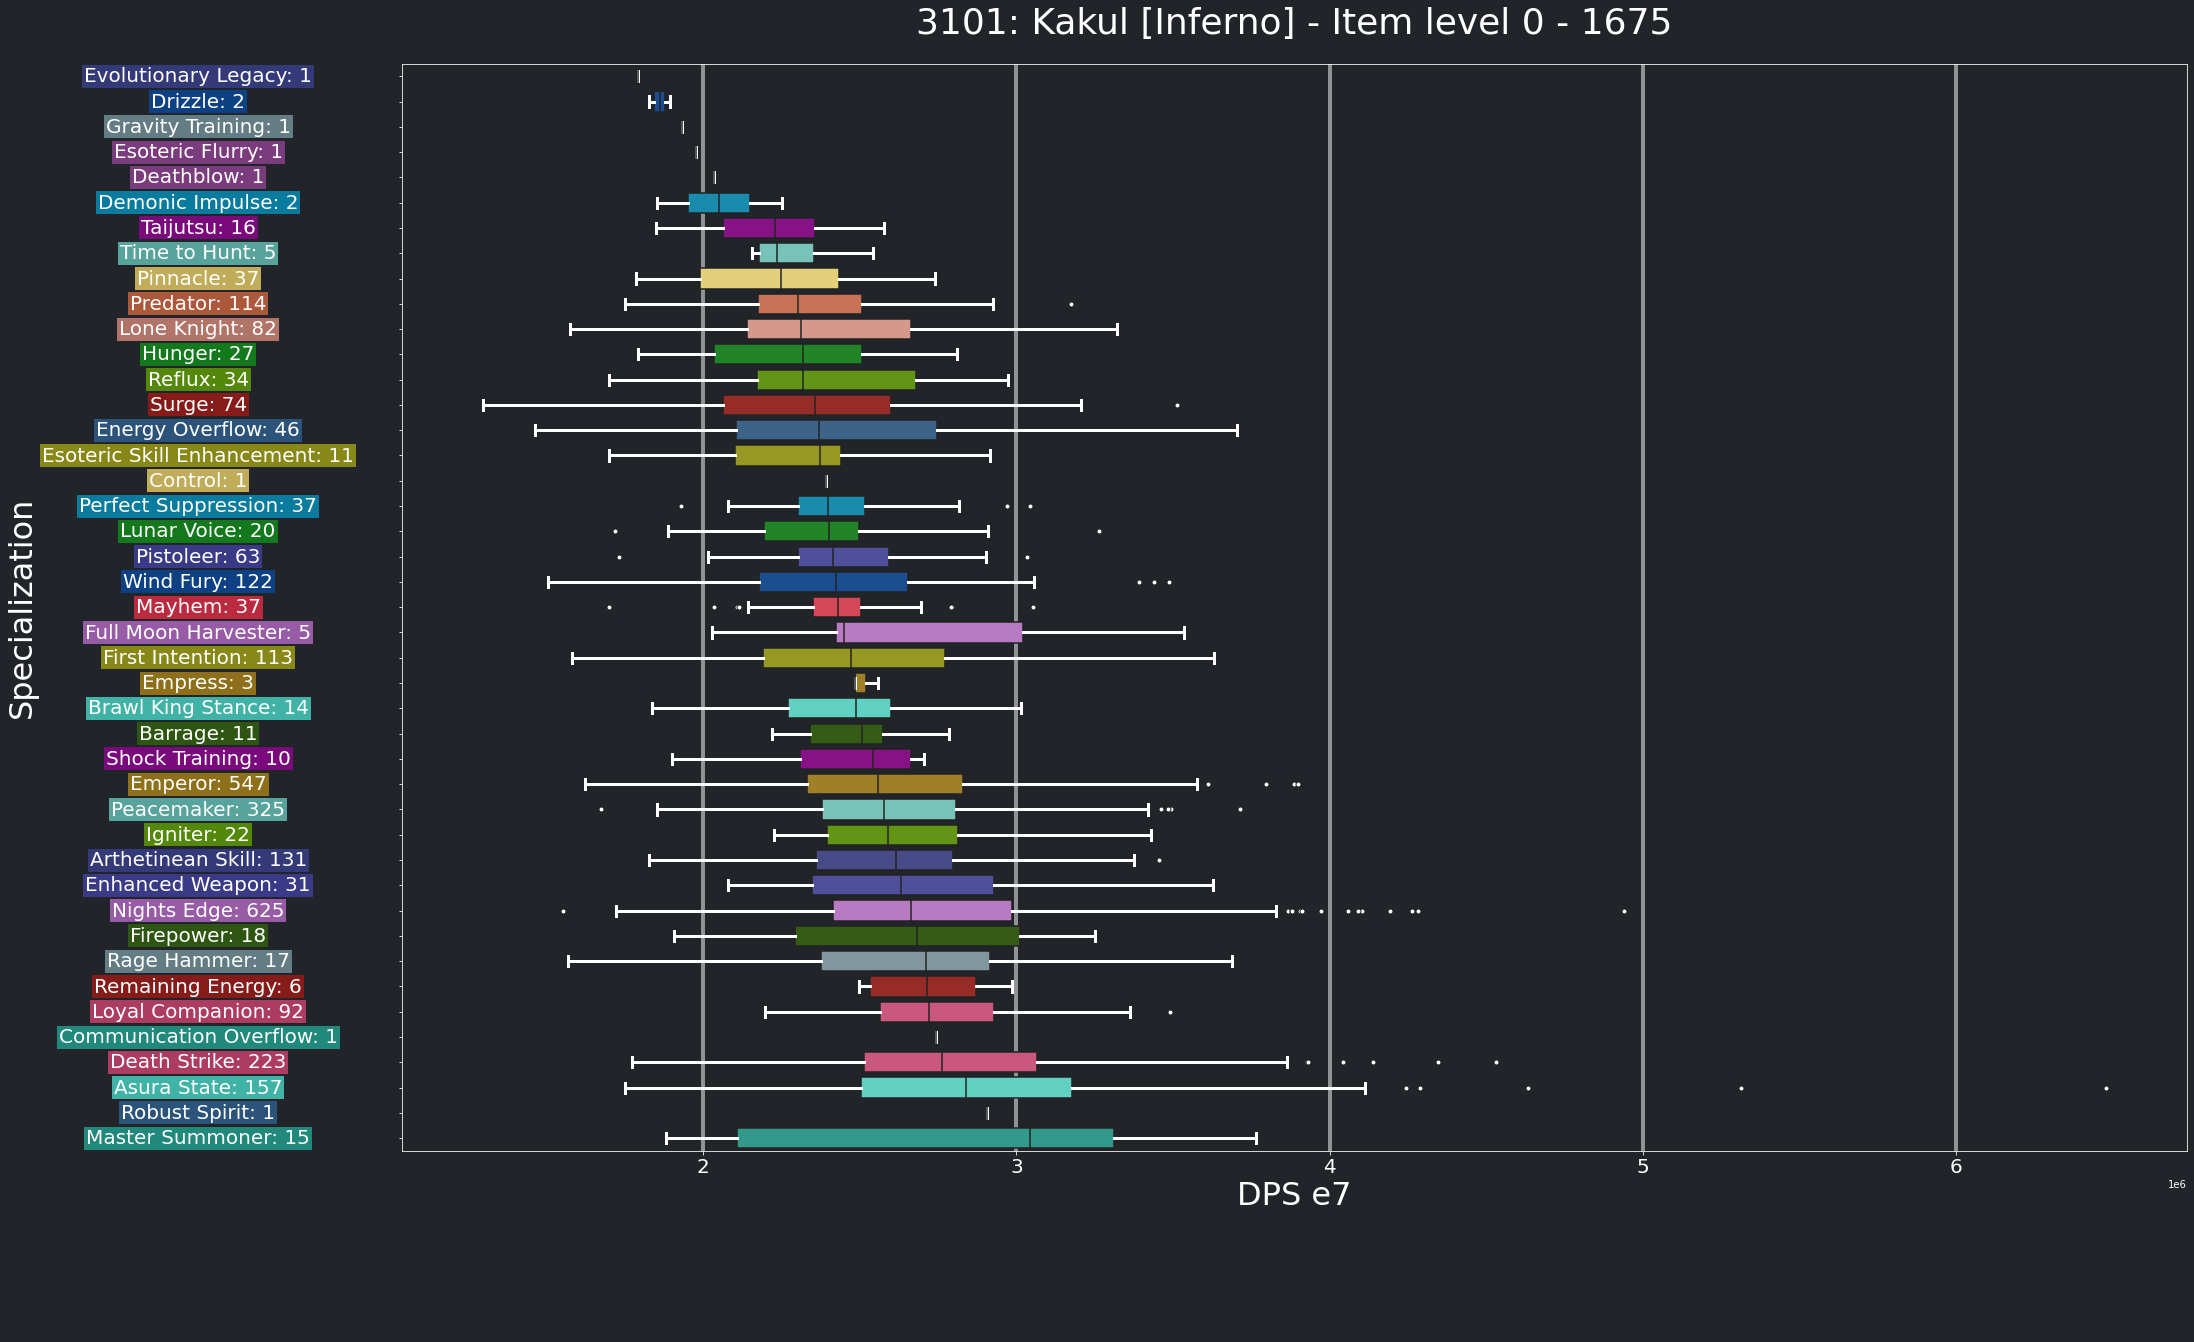 3101: Kakul [Inferno] - Item level 0 - 1675
Evolutionary Legacy: 1
Drizzle: 2
Gravity Training: 1
Esoteric Flurry: 1
Deathblow: 1
Demonic Impulse: 2
Taijutsu: 16
Time to Hunt: 5
Pinnacle: 37
Predator: 114
Lone Knight: 82
Hunger: 27
Reflux: 34
Surge: 74
Energy Overflow: 46
Esoteric Skill Enhancement: 11
Control: 1
Perfect Suppression: 37
Lunar Voice: 20
Pistoleer: 63
Wind Fury: 122
Mayhem: 37
Full Moon Harvester: 5
First Intention: 113
Empress: 3
Brawl King Stance: 14
Barrage: 11
Shock Training: 10
Emperor: 547
Peacemaker: 325
Igniter: 22
Arthetinean Skill: 131
Enhanced Weapon: 31
Nights Edge: 625
Firepower: 18
Rage Hammer: 17
Remaining Energy: 6
Loyal Companion: 92
Communication Overflow: 1
Death Strike: 223
Asura State: 157
Robust Spirit: 1
Master Summoner: 15
Specialization
2 3 4 5 6
1e6
DPS e7